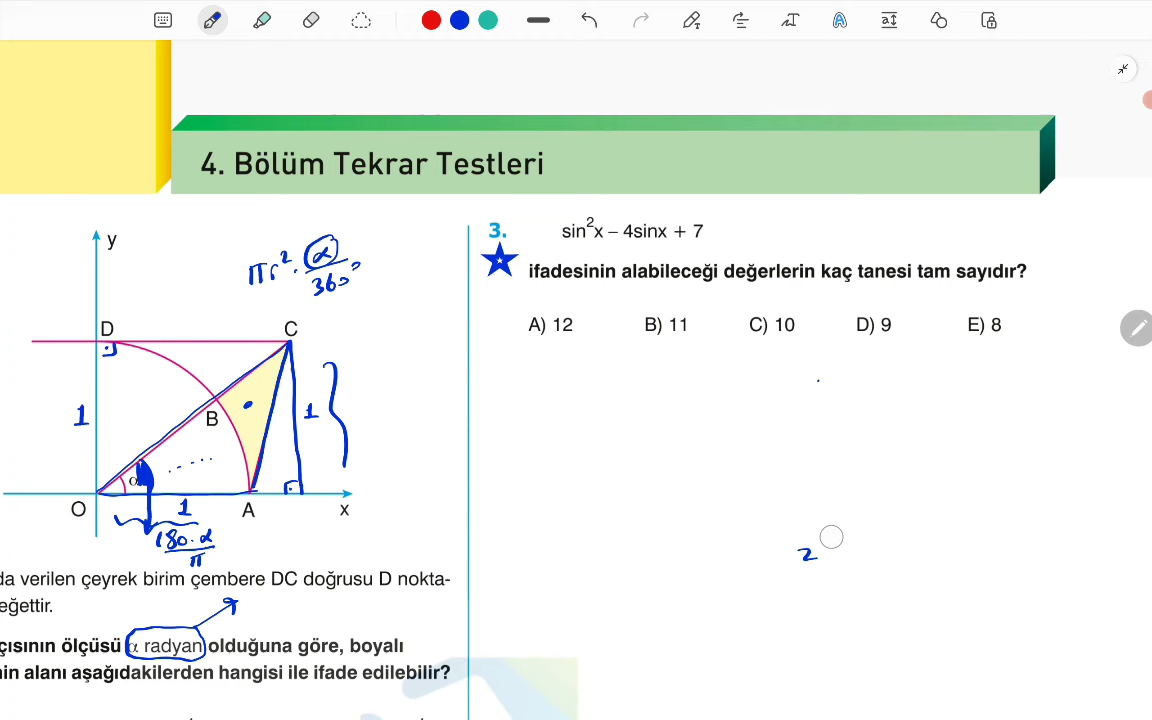 4. Bölüm Tekrar Testleri
y
πr² · α/360°
D
C
1
B
1
α
O
1
A
x
180·α/π
da verilen çeyrek birim çembere DC doğrusu D nokta-
eğettir.
çısının ölçüsü α radyan olduğuna göre, boyalı
nin alanı aşağıdakilerden hangisi ile ifade edilebilir?
3. sin²x – 4sinx + 7
ifadesinin alabileceği değerlerin kaç tanesi tam sayıdır?
A) 12 B) 11 C) 10 D) 9 E) 8